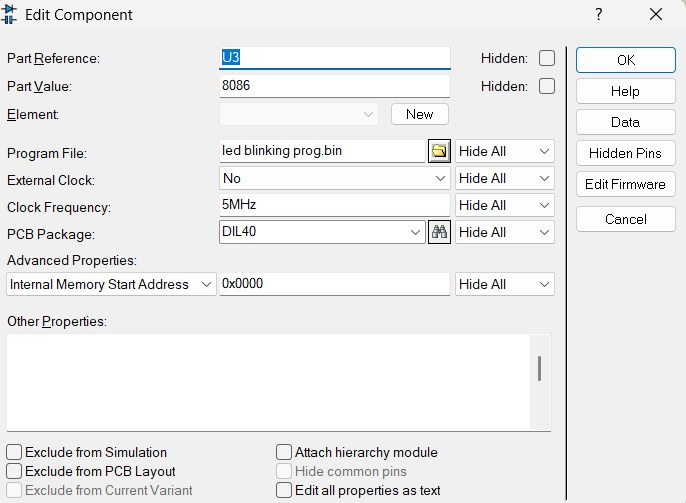 Edit Component ?
Part Reference: U3 Hidden: OK
Part Value: 8086 Hidden: Help
Element: New Data
Program File: led blinking prog.bin Hide All Hidden Pins
External Clock: No Hide All Edit Firmware
Clock Frequency: 5MHz Hide All Cancel
PCB Package: DIL40 Hide All
Advanced Properties:
Internal Memory Start Address 0x0000 Hide All
Other Properties:
Exclude from Simulation Attach hierarchy module
Exclude from PCB Layout Hide common pins
Exclude from Current Variant Edit all properties as text